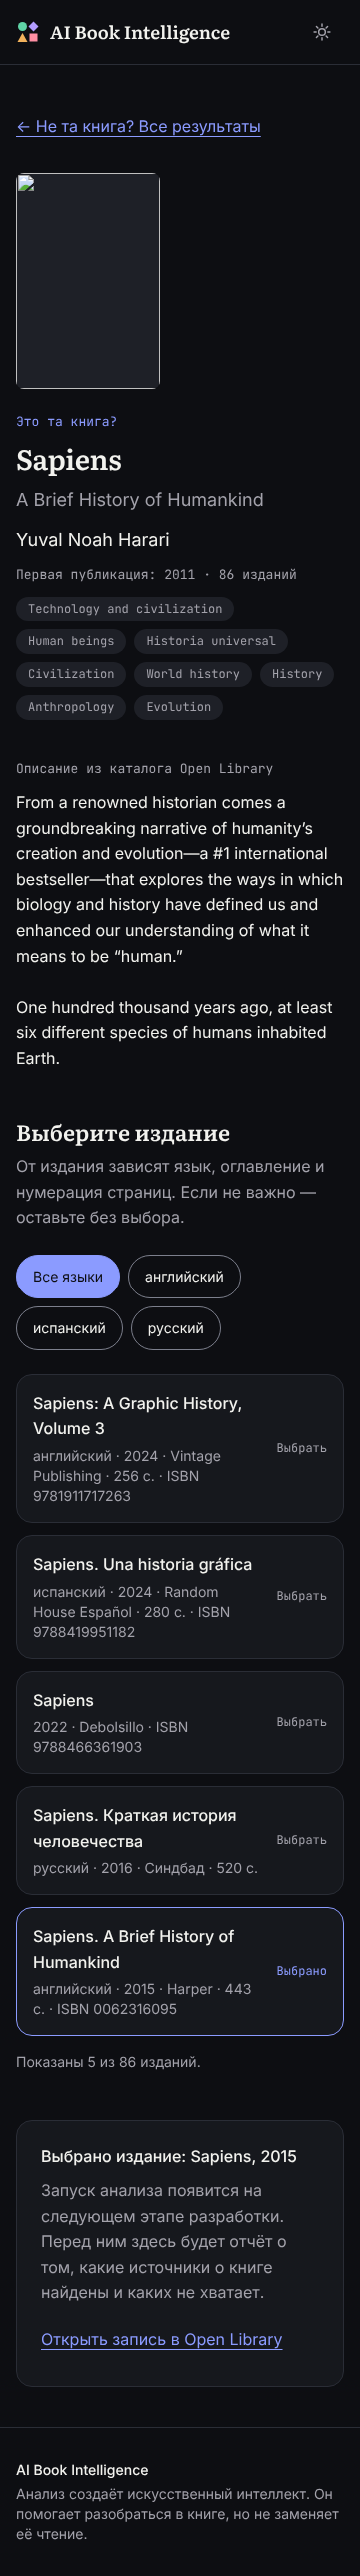 AI Book Intelligence
← Не та книга? Все результаты
Это та книга?
Sapiens
A Brief History of Humankind
Yuval Noah Harari
Первая публикация: 2011 · 86 изданий
Technology and civilization
Human beings
Historia universal
Civilization
World history
History
Anthropology
Evolution
Описание из каталога Open Library
From a renowned historian comes a
groundbreaking narrative of humanity’s
creation and evolution—a #1 international
bestseller—that explores the ways in which
biology and history have defined us and
enhanced our understanding of what it
means to be “human.”
One hundred thousand years ago, at least
six different species of humans inhabited
Earth.
Выберите издание
От издания зависят язык, оглавление и
нумерация страниц. Если не важно —
оставьте без выбора.
Все языки
английский
испанский
русский
Sapiens: A Graphic History,
Volume 3
английский · 2024 · Vintage
Publishing · 256 с. · ISBN
9781911717263
Выбрать
Sapiens. Una historia gráfica
испанский · 2024 · Random
House Español · 280 с. · ISBN
9788419951182
Выбрать
Sapiens
2022 · Debolsillo · ISBN
9788466361903
Выбрать
Sapiens. Краткая история
человечества
русский · 2016 · Синдбад · 520 с.
Выбрать
Sapiens. A Brief History of
Humankind
английский · 2015 · Harper · 443
с. · ISBN 0062316095
Выбрано
Показаны 5 из 86 изданий.
Выбрано издание: Sapiens, 2015
Запуск анализа появится на
следующем этапе разработки.
Перед ним здесь будет отчёт о
том, какие источники о книге
найдены и каких не хватает.
Открыть запись в Open Library
AI Book Intelligence
Анализ создаёт искусственный интеллект. Он
помогает разобраться в книге, но не заменяет
её чтение.